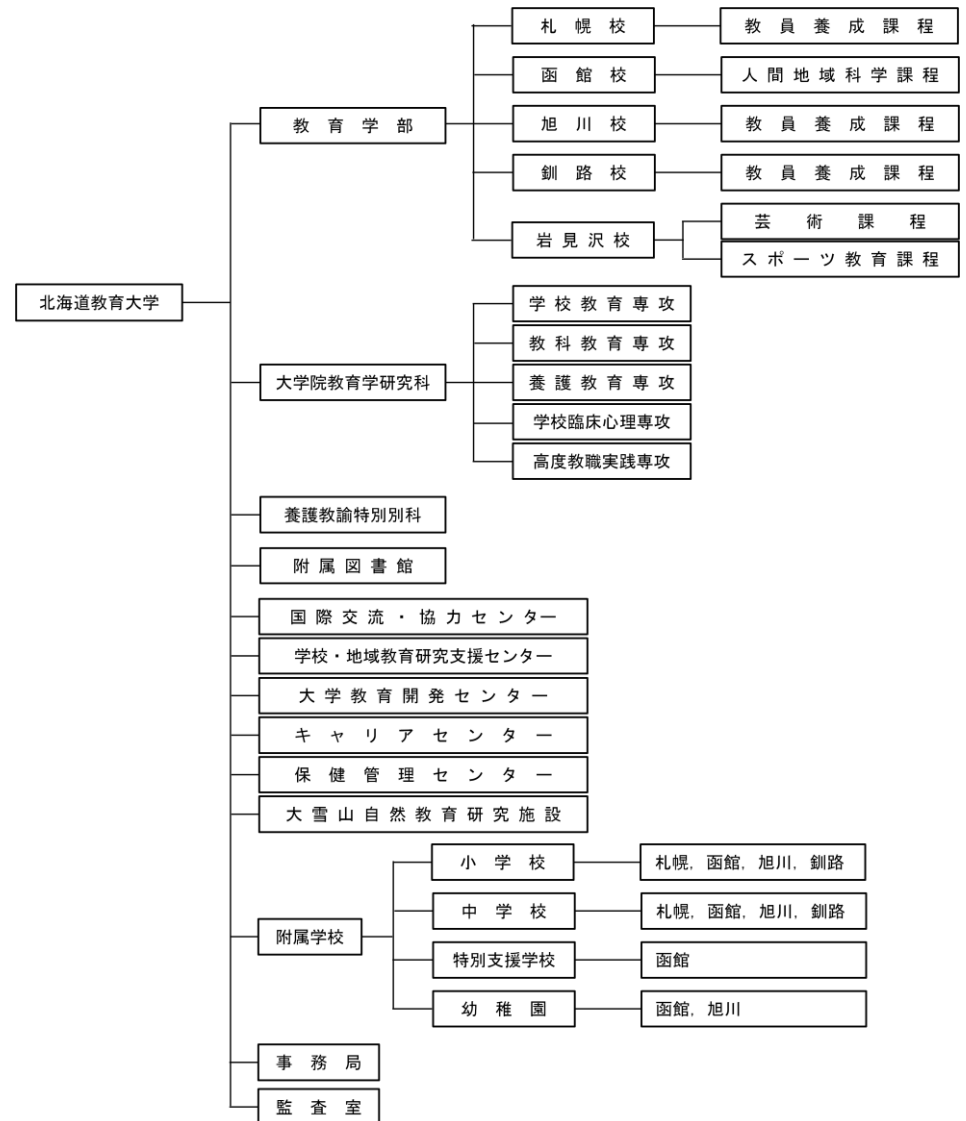 札幌校 教員養成課程
函館校 人間地域科学課程
教育学部 旭川校 教員養成課程
釧路校 教員養成課程
芸術課程
岩見沢校
スポーツ教育課程
北海道教育大学 学校教育専攻
教科教育専攻
大学院教育学研究科 養護教育専攻
学校臨床心理専攻
高度教職実践専攻
養護教諭特別別科
附属図書館
国際交流・協力センター
学校・地域教育研究支援センター
大学教育開発センター
キャリアセンター
保健管理センター
大雪山自然教育研究施設
小学校 札幌，函館，旭川，釧路
中学校 札幌，函館，旭川，釧路
附属学校
特別支援学校 函館
幼稚園 函館，旭川
事務局
監査室